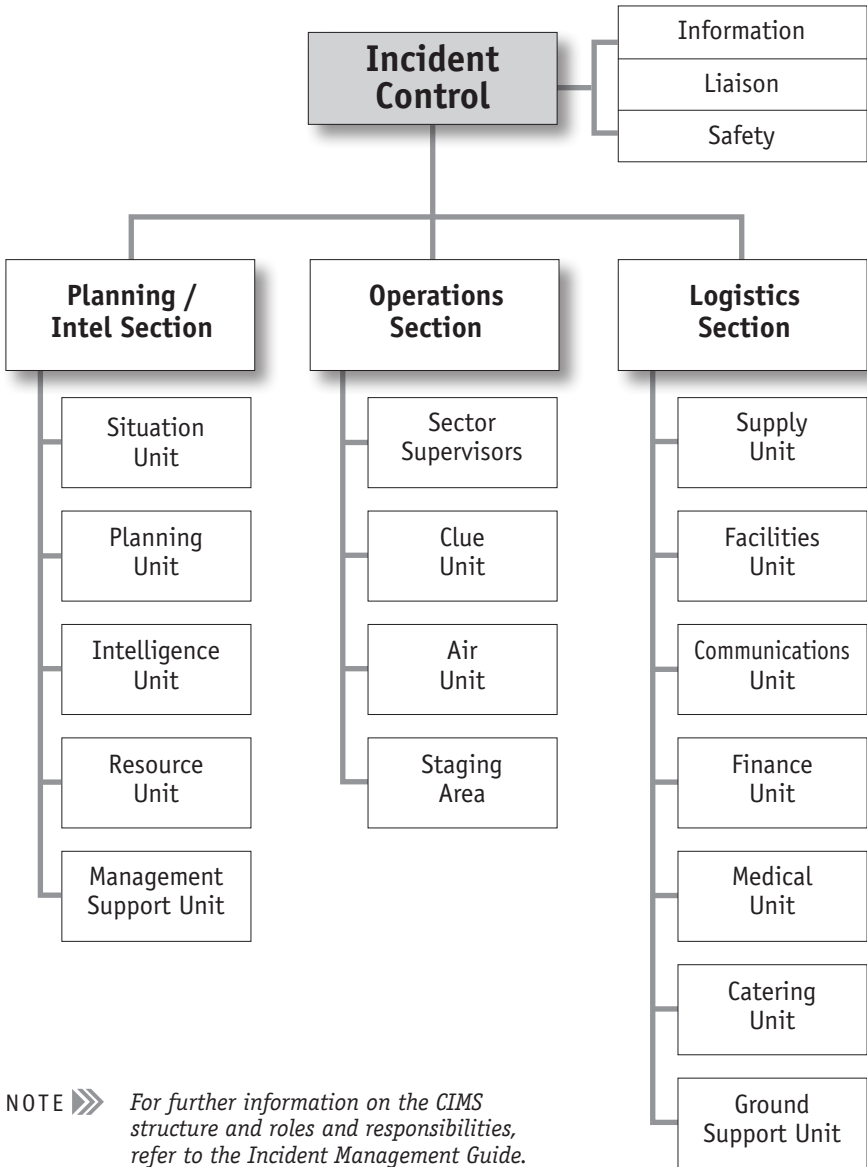 Incident
Control
Information
Liaison
Safety
Planning /
Intel Section
Situation
Unit
Planning
Unit
Intelligence
Unit
Resource
Unit
Management
Support Unit
Operations
Section
Sector
Supervisors
Clue
Unit
Air
Unit
Staging
Area
Logistics
Section
Supply
Unit
Facilities
Unit
Communications
Unit
Finance
Unit
Medical
Unit
Catering
Unit
Ground
Support Unit
NOTE For further information on the CIMS
structure and roles and responsibilities,
refer to the Incident Management Guide.